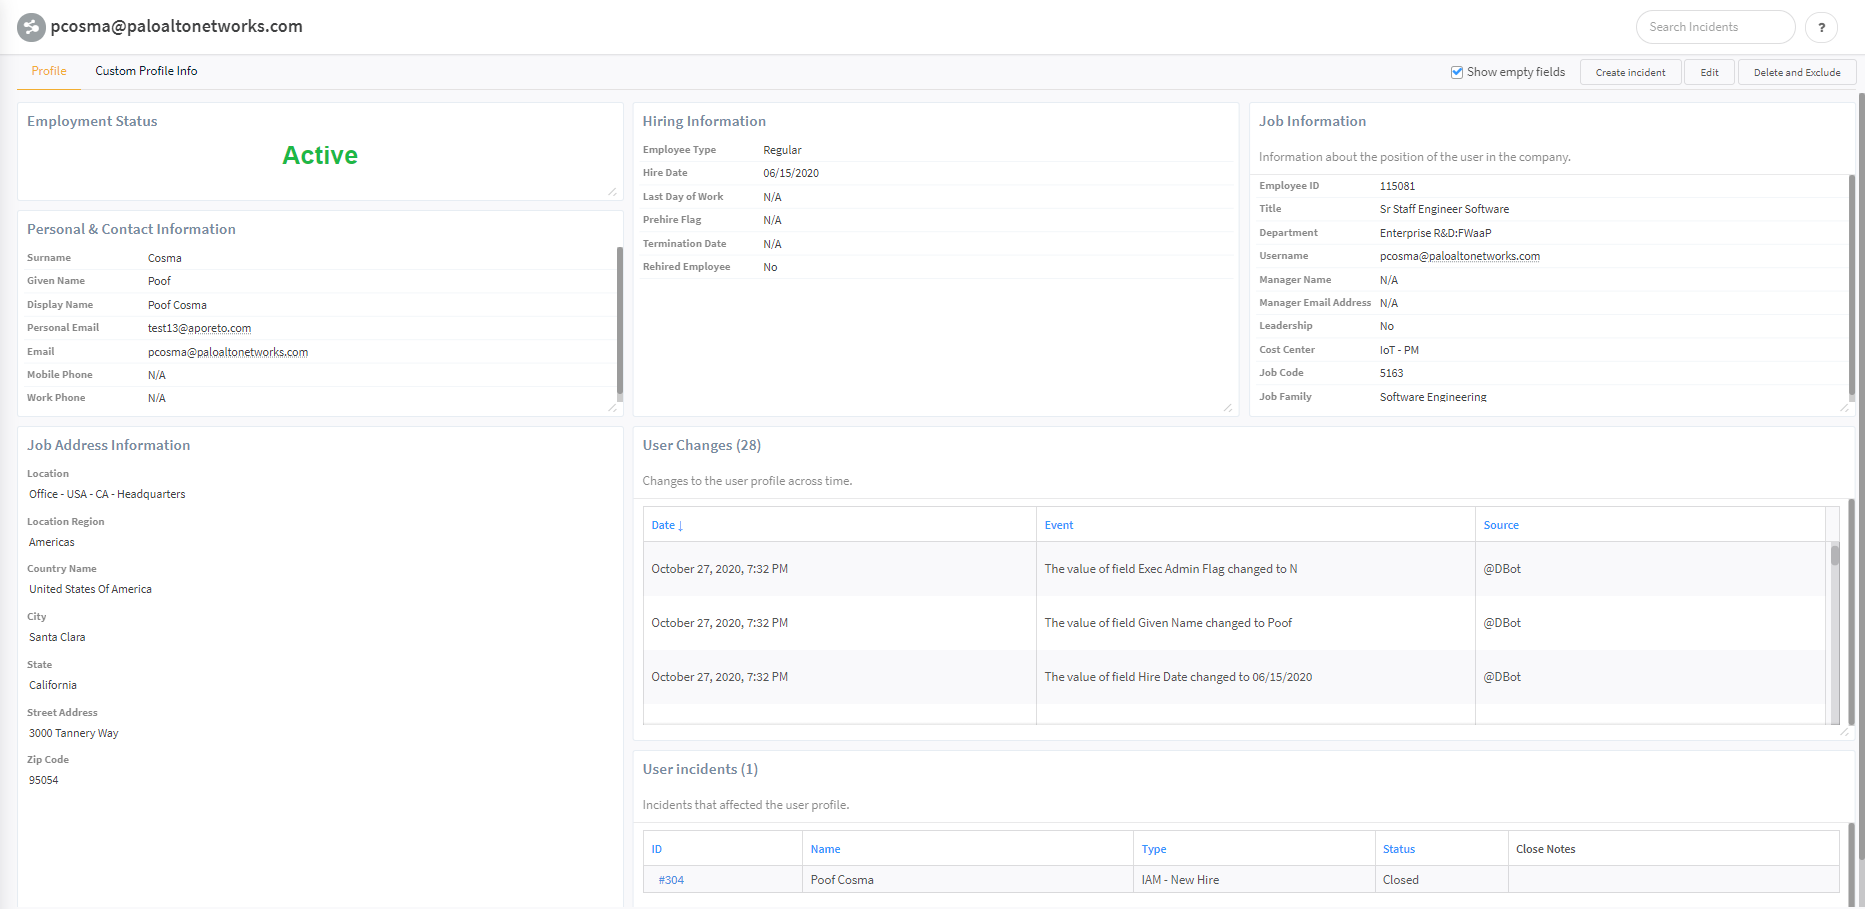 pcosma@paloaltonetworks.com
Search Incidents
?
Profile
Custom Profile Info
Show empty fields
Create incident
Edit
Delete and Exclude
Employment Status
Active
Personal & Contact Information
Surname Cosma
Given Name Poof
Display Name Poof Cosma
Personal Email test13@aporeto.com
Email pcosma@paloaltonetworks.com
Mobile Phone N/A
Work Phone N/A
Hiring Information
Employee Type Regular
Hire Date 06/15/2020
Last Day of Work N/A
Prehire Flag N/A
Termination Date N/A
Rehired Employee No
Job Information
Information about the position of the user in the company.
Employee ID 115081
Title Sr Staff Engineer Software
Department Enterprise R&D:FWaaP
Username pcosma@paloaltonetworks.com
Manager Name N/A
Manager Email Address N/A
Leadership No
Cost Center IoT - PM
Job Code 5163
Job Family Software Engineering
Job Address Information
Location
Office - USA - CA - Headquarters
Location Region
Americas
Country Name
United States Of America
City
Santa Clara
State
California
Street Address
3000 Tannery Way
Zip Code
95054
User Changes (28)
Changes to the user profile across time.
Date ↓ Event Source
October 27, 2020, 7:32 PM The value of field Exec Admin Flag changed to N @DBot
October 27, 2020, 7:32 PM The value of field Given Name changed to Poof @DBot
October 27, 2020, 7:32 PM The value of field Hire Date changed to 06/15/2020 @DBot
User incidents (1)
Incidents that affected the user profile.
ID Name Type Status Close Notes
#304 Poof Cosma IAM - New Hire Closed